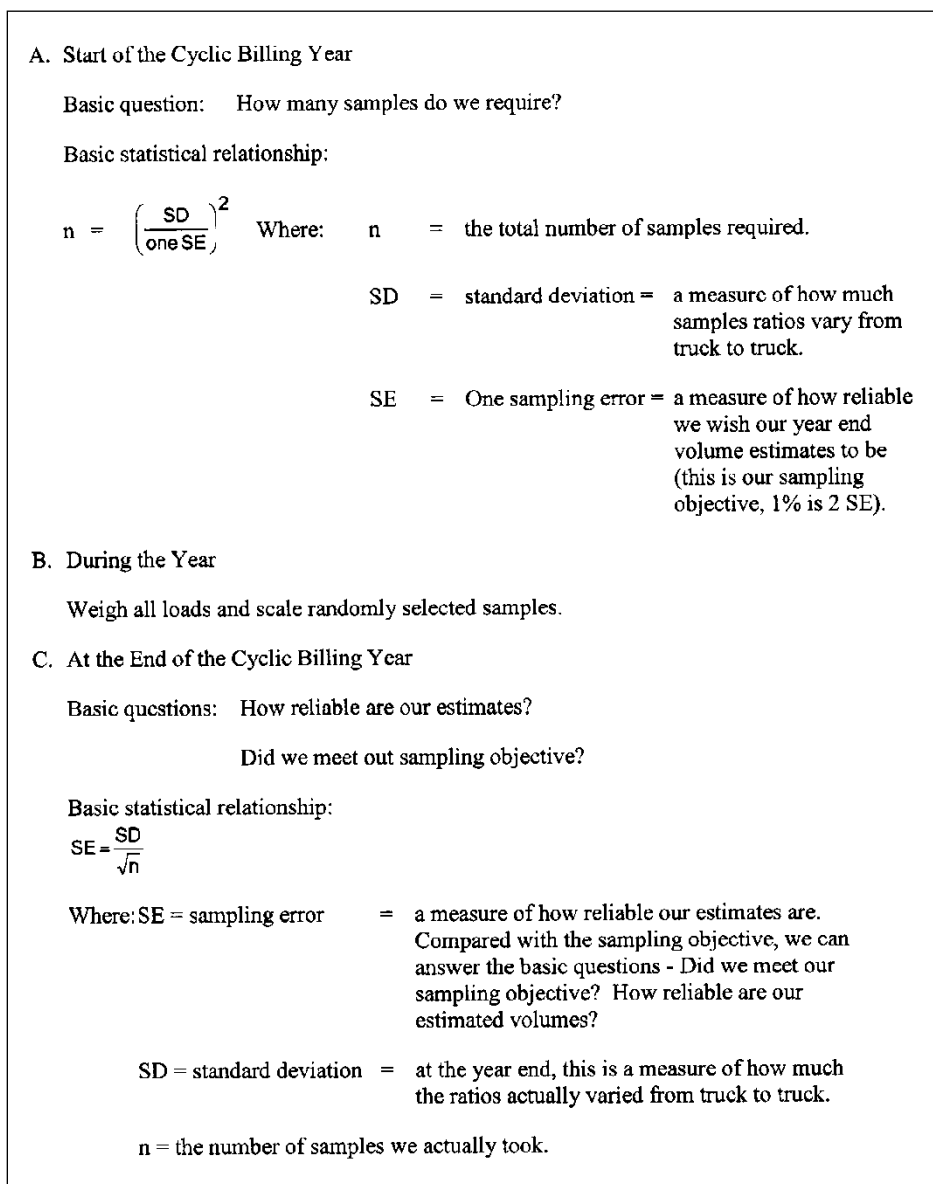 A. Start of the Cyclic Billing Year
Basic question: How many samples do we require?
Basic statistical relationship:
n = (SD / one SE)² Where: n = the total number of samples required.
SD = standard deviation = a measure of how much
samples ratios vary from
truck to truck.
SE = One sampling error = a measure of how reliable
we wish our year end
volume estimates to be
(this is our sampling
objective, 1% is 2 SE).
B. During the Year
Weigh all loads and scale randomly selected samples.
C. At the End of the Cyclic Billing Year
Basic questions: How reliable are our estimates?
Did we meet out sampling objective?
Basic statistical relationship:
SE = SD / √n
Where: SE = sampling error = a measure of how reliable our estimates are.
Compared with the sampling objective, we can
answer the basic questions - Did we meet our
sampling objective? How reliable are our
estimated volumes?
SD = standard deviation = at the year end, this is a measure of how much
the ratios actually varied from truck to truck.
n = the number of samples we actually took.